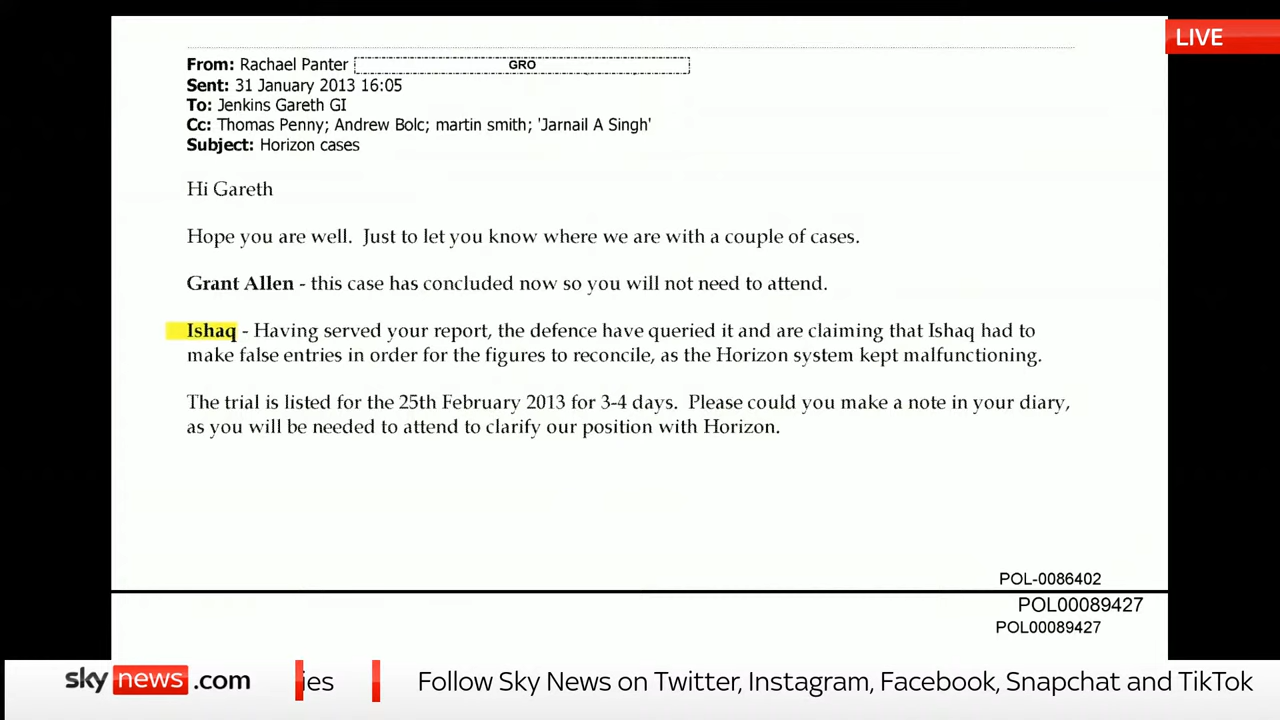 LIVE
From: Rachael Panter GRO
Sent: 31 January 2013 16:05
To: Jenkins Gareth GI
Cc: Thomas Penny; Andrew Bolc; martin smith; 'Jarnail A Singh'
Subject: Horizon cases
Hi Gareth
Hope you are well. Just to let you know where we are with a couple of cases.
Grant Allen - this case has concluded now so you will not need to attend.
Ishaq - Having served your report, the defence have queried it and are claiming that Ishaq had to
make false entries in order for the figures to reconcile, as the Horizon system kept malfunctioning.
The trial is listed for the 25th February 2013 for 3-4 days. Please could you make a note in your diary,
as you will be needed to attend to clarify our position with Horizon.
POL-0086402
POL00089427
POL00089427
sky news.com ies Follow Sky News on Twitter, Instagram, Facebook, Snapchat and TikTok